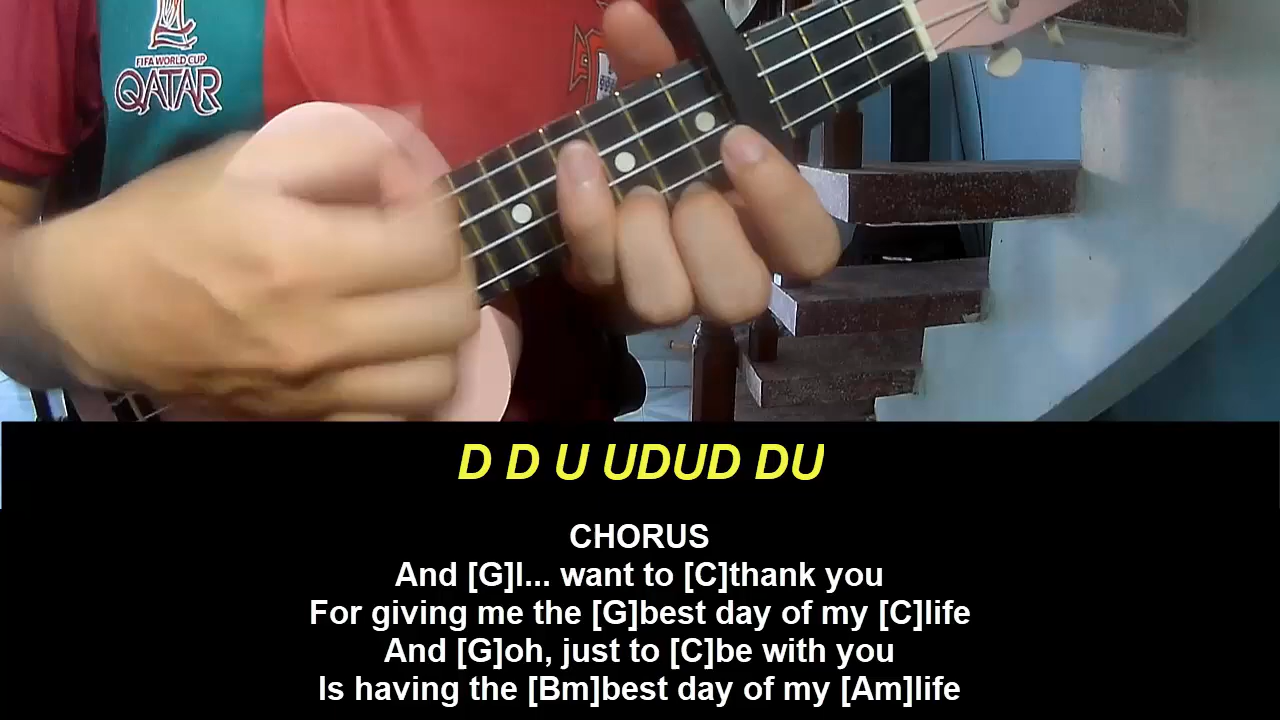 FIFA WORLD CUP
QATAR
D D U UDUD DU
CHORUS
And [G]I... want to [C]thank you
For giving me the [G]best day of my [C]life
And [G]oh, just to [C]be with you
Is having the [Bm]best day of my [Am]life